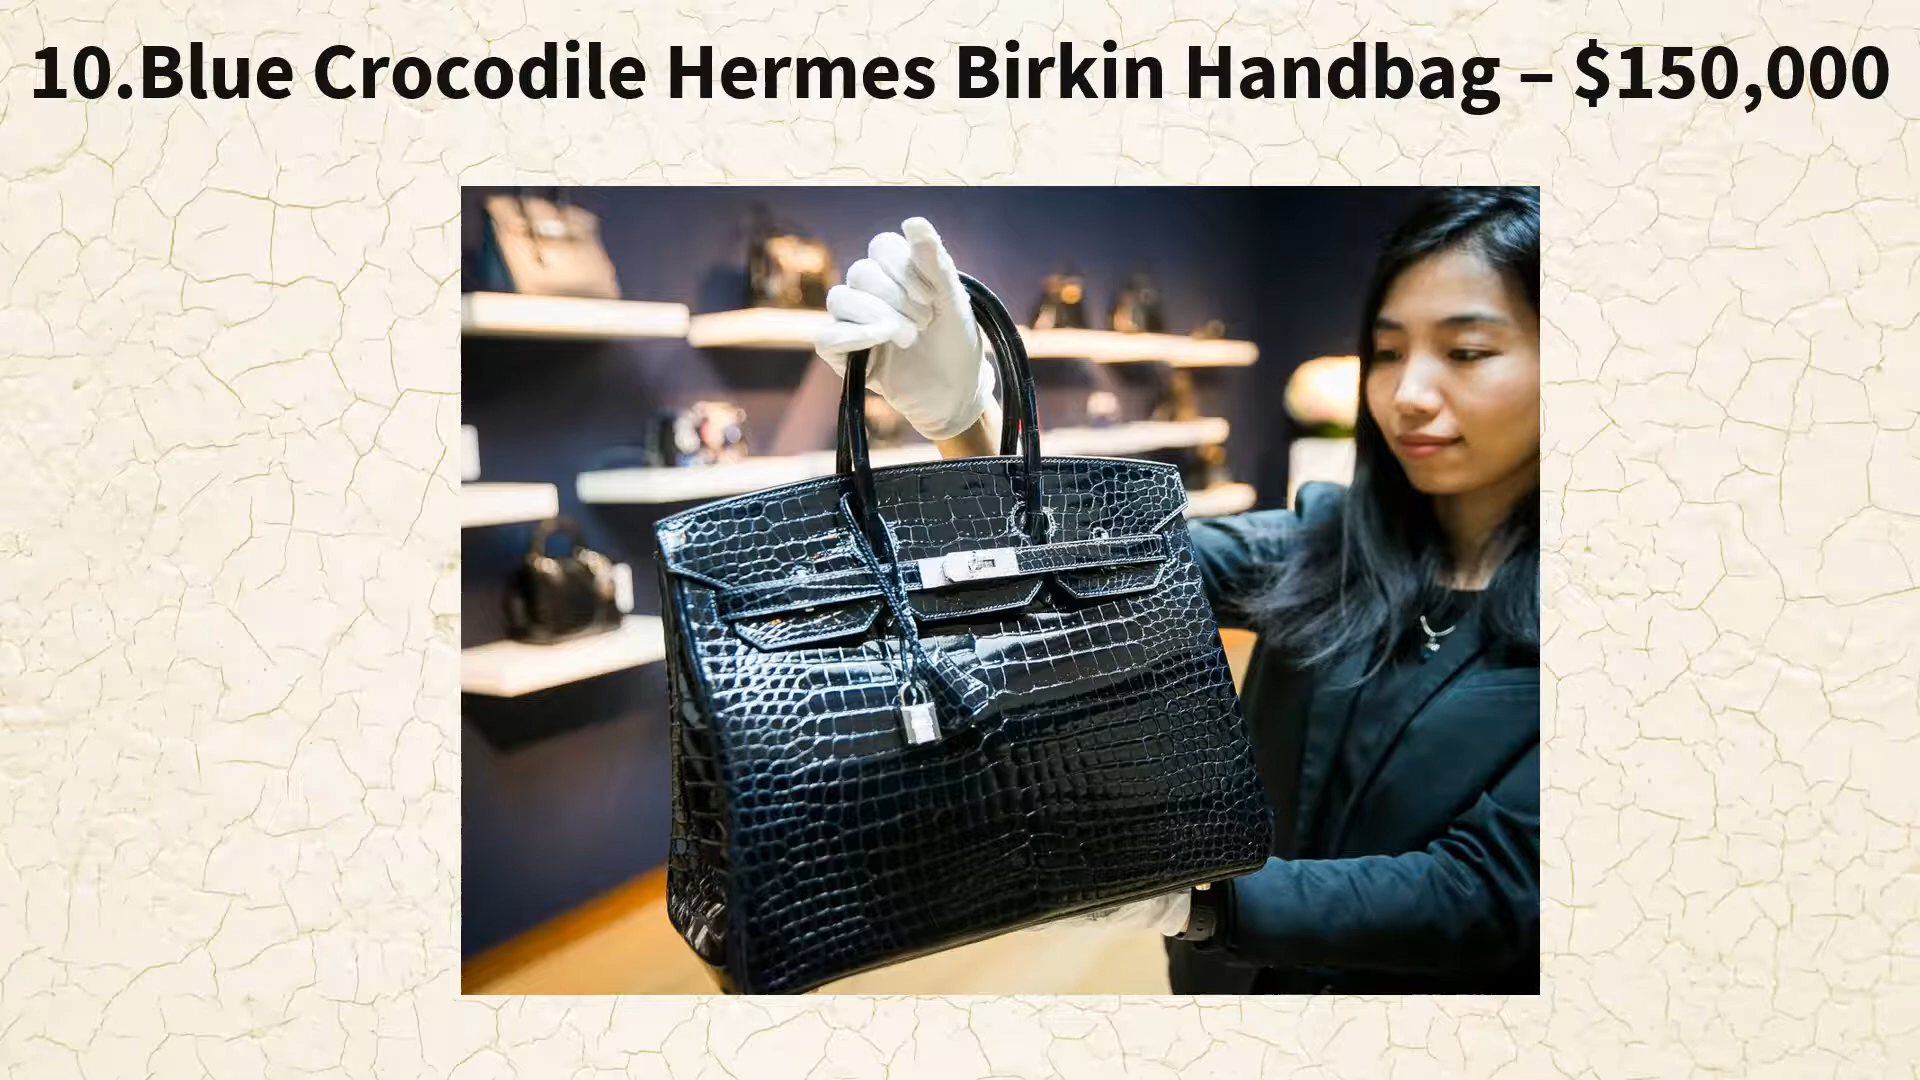 10.Blue Crocodile Hermes Birkin Handbag – $150,000